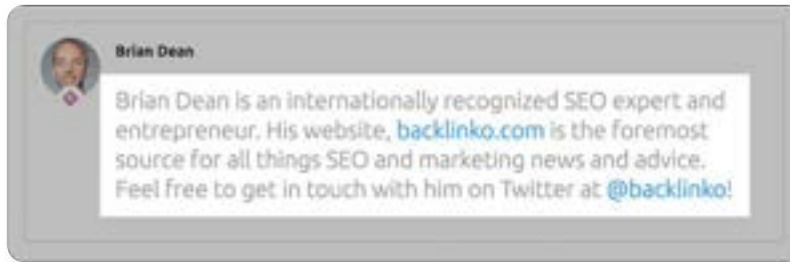 Brian Dean
Brian Dean is an internationally recognized SEO expert and
entrepreneur. His website, backlinko.com is the foremost
source for all things SEO and marketing news and advice.
Feel free to get in touch with him on Twitter at @backlinko!